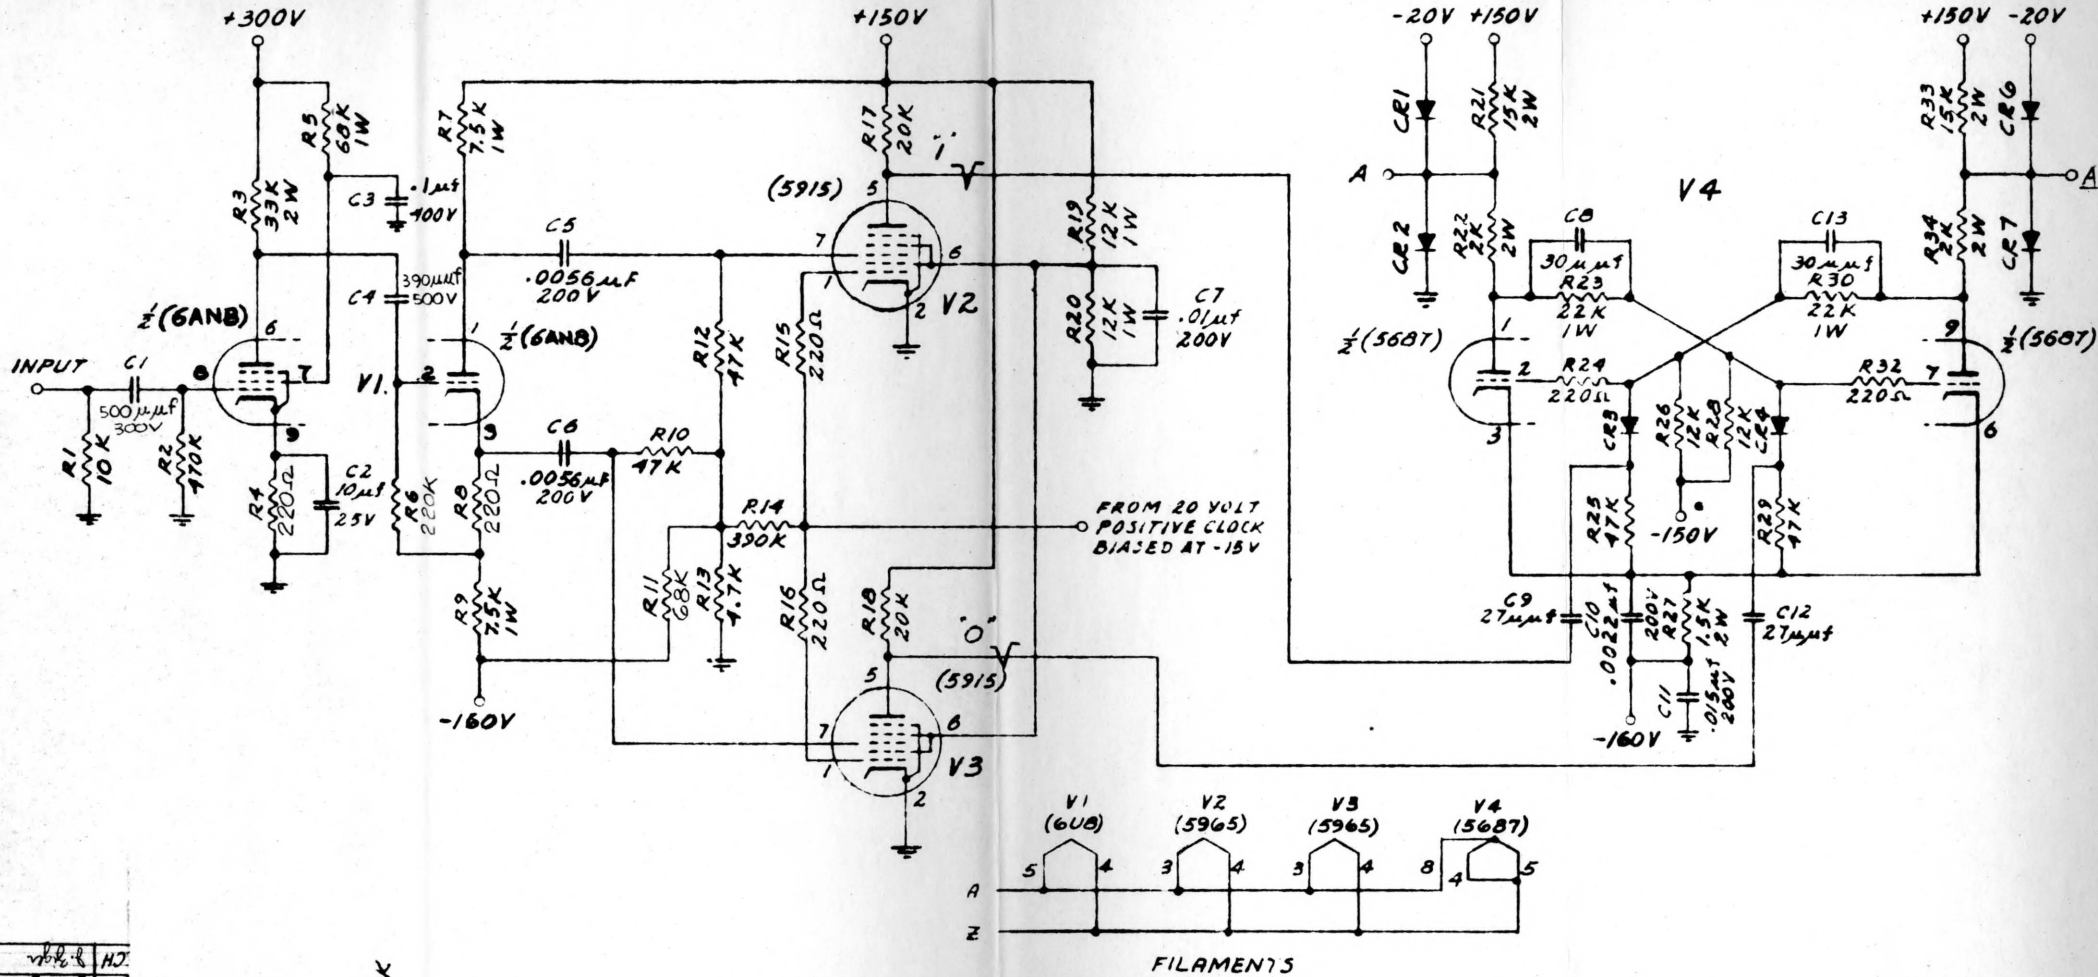 +300V
+150V
-20V +150V
+150V -20V
R5
68K
1W
R7
7.5K
1W
R17
20K
"1"
CR1
R21
15K
2W
R33
15K
2W
CR6
R3
33K
2W
C3
.1μf
400V
(5915)
5
A
V4
A
C5
.0056μf
200V
7
6
1
2
V2
R19
12K
1W
CR2
R22
2K
2W
C8
30μμf
R23
22K
1W
C13
30μμf
R30
22K
1W
R34
2K
2W
CR7
C4
390μμf
500V
½(6AN8)
6
1
½(6AN8)
R12
47K
R15
220Ω
R20
12K
1W
C7
.01μf
200V
½(5687)
1
9
½(5687)
INPUT
C1
500μμf
300V
8
7
V1.
2
2
R24
220Ω
R32
220Ω
7
R1
10K
R2
470K
9
3
C6
.0056μf
200V
R10
47K
3
CR3
R26
12K
R28
12K
CR4
6
R4
220Ω
C2
10μf
25V
R6
220K
R8
220Ω
R14
390K
FROM 20 VOLT
POSITIVE CLOCK
BIASED AT -15V
R25
47K
-150V
R29
47K
R9
7.5K
1W
R11
68K
R13
4.7K
R16
220Ω
R18
20K
"0"
C9
27μμf
C10
.0022μf
200V
R27
1.5K
2W
C12
27μμf
-160V
5
(5915)
7
6
1
2
V3
-160V
C11
.015μf
200V
V1
(6U8)
V2
(5965)
V3
(5965)
V4
(5687)
5 4 3 4 3 4 8 4 5
A
Z
FILAMENTS
CH
K